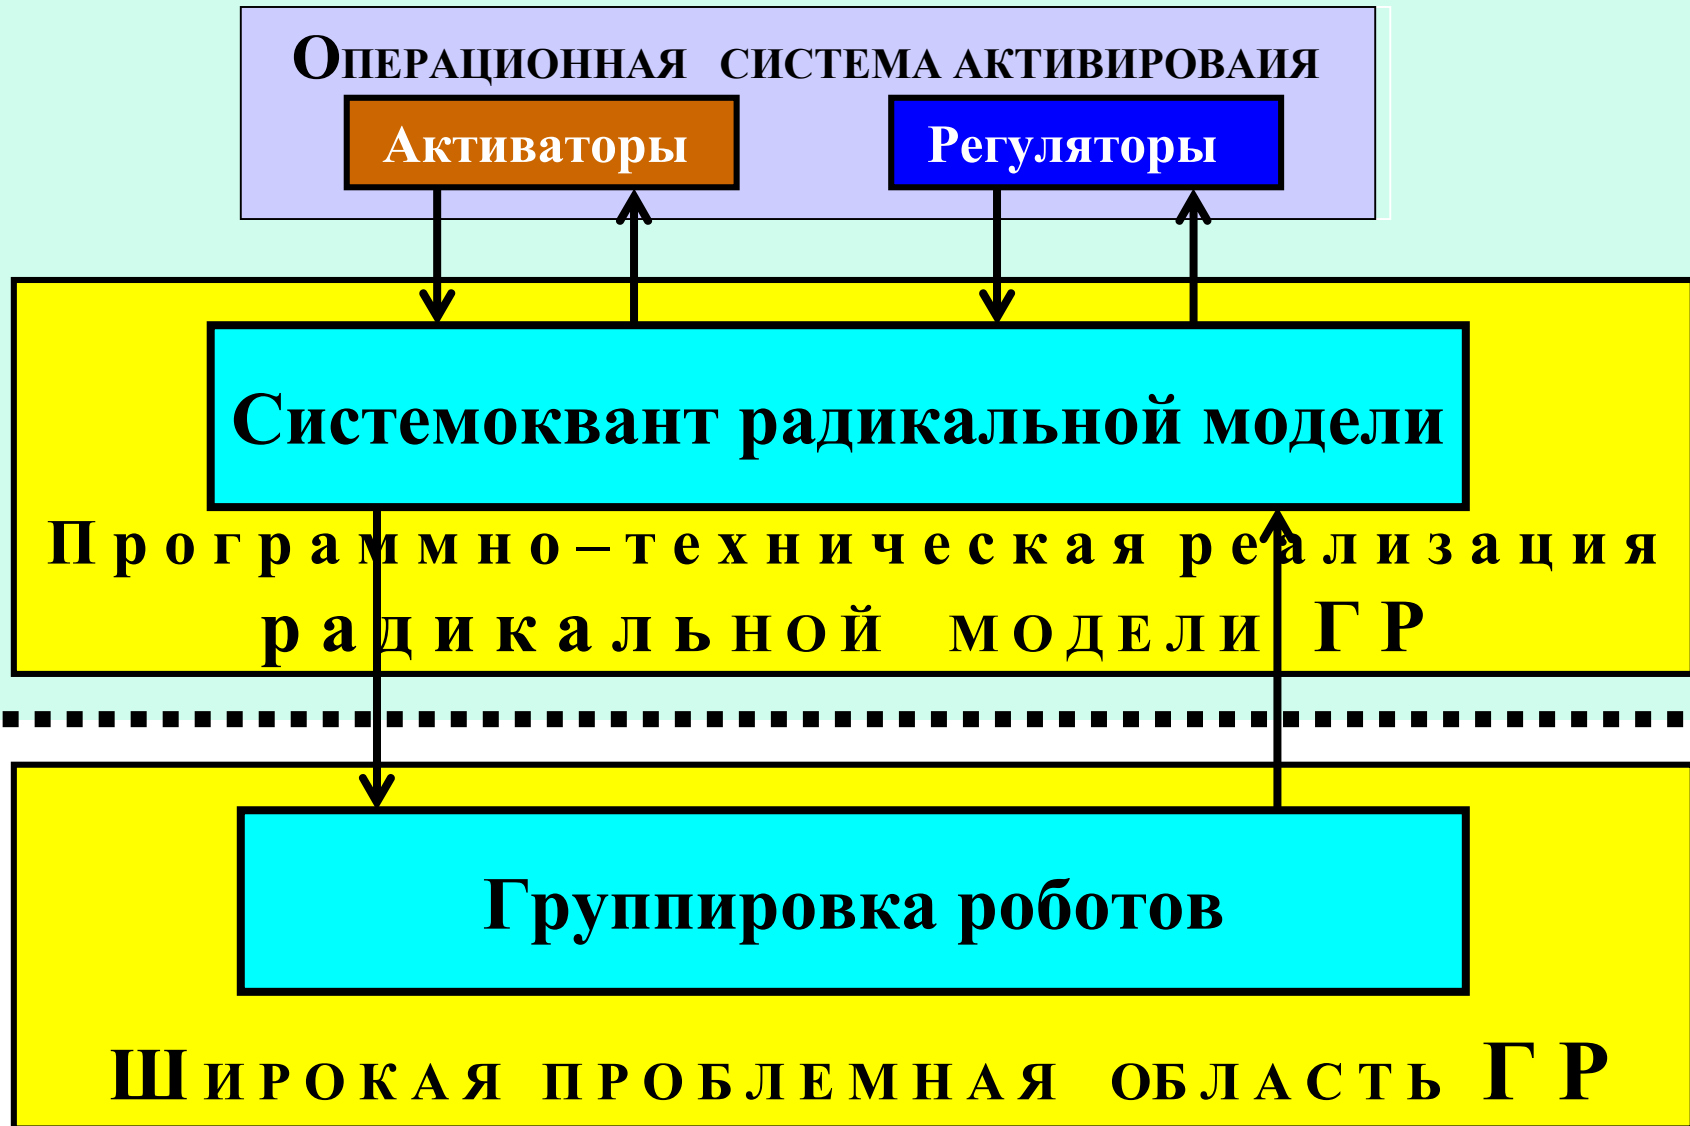 ОПЕРАЦИОННАЯ СИСТЕМА АКТИВИРОВАИЯ
Активаторы Регуляторы
Системоквант радикальной модели
Программно–техническая реализация
радикальНОЙ МОДЕЛИ ГР
Группировка роботов
ШИРОКАЯ ПРОБЛЕМНАЯ ОБЛАСТЬ ГР